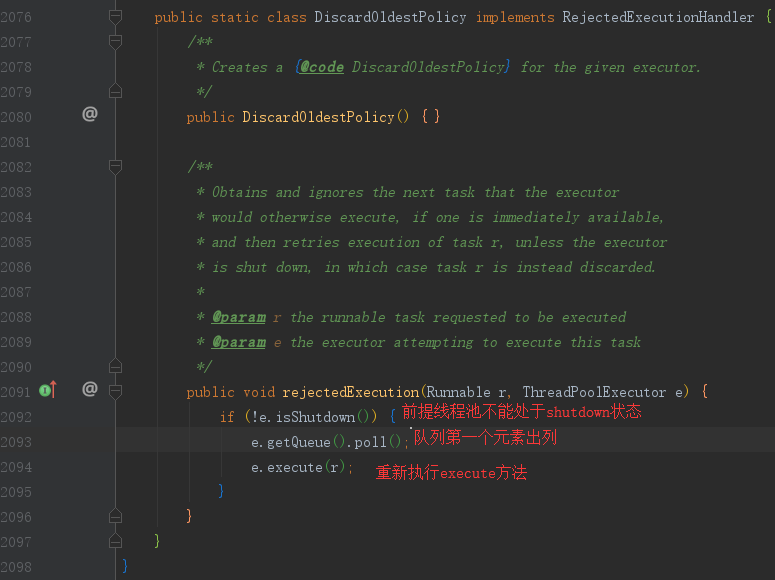 2076 public static class DiscardOldestPolicy implements RejectedExecutionHandler {
2077 /**
2078 * Creates a {@code DiscardOldestPolicy} for the given executor.
2079 */
2080 @ public DiscardOldestPolicy() { }
2081
2082 /**
2083 * Obtains and ignores the next task that the executor
2084 * would otherwise execute, if one is immediately available,
2085 * and then retries execution of task r, unless the executor
2086 * is shut down, in which case task r is instead discarded.
2087 *
2088 * @param r the runnable task requested to be executed
2089 * @param e the executor attempting to execute this task
2090 */
2091 @ public void rejectedExecution(Runnable r, ThreadPoolExecutor e) {
2092 if (!e.isShutdown()) { 前提线程池不能处于shutdown状态
2093 e.getQueue().poll(); 队列第一个元素出列
2094 e.execute(r); 重新执行execute方法
2095 }
2096 }
2097 }
2098 }